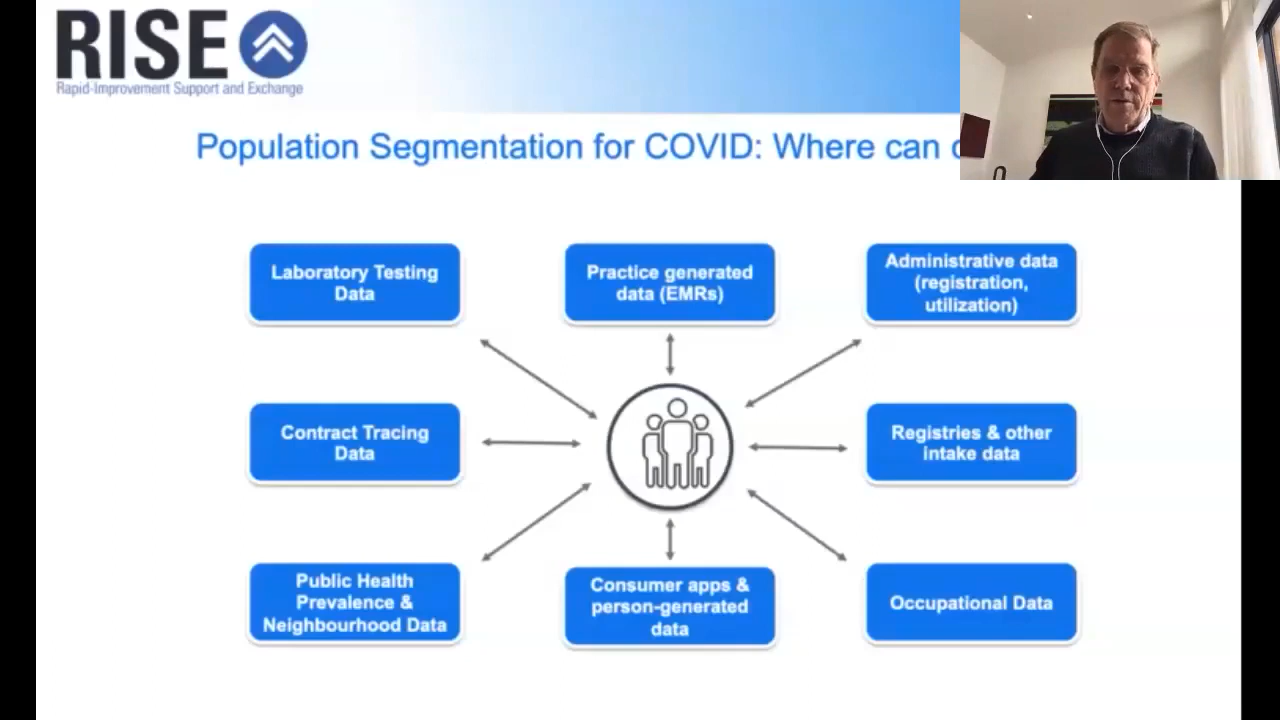 RISE
Rapid-Improvement Support and Exchange
Population Segmentation for COVID: Where can
Laboratory Testing
Data
Practice generated
data (EMRs)
Administrative data
(registration,
utilization)
Contract Tracing
Data
Registries & other
intake data
Public Health
Prevalence &
Neighbourhood Data
Consumer apps &
person-generated
data
Occupational Data